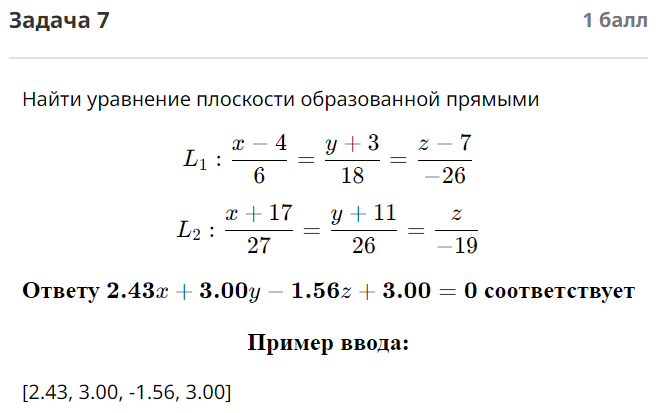 Задача 7 1 балл
Найти уравнение плоскости образованной прямыми
L₁ : (x − 4)/6 = (y + 3)/18 = (z − 7)/−26
L₂ : (x + 17)/27 = (y + 11)/26 = z/−19
Ответу 2.43x + 3.00y − 1.56z + 3.00 = 0 соответствует
Пример ввода:
[2.43, 3.00, -1.56, 3.00]